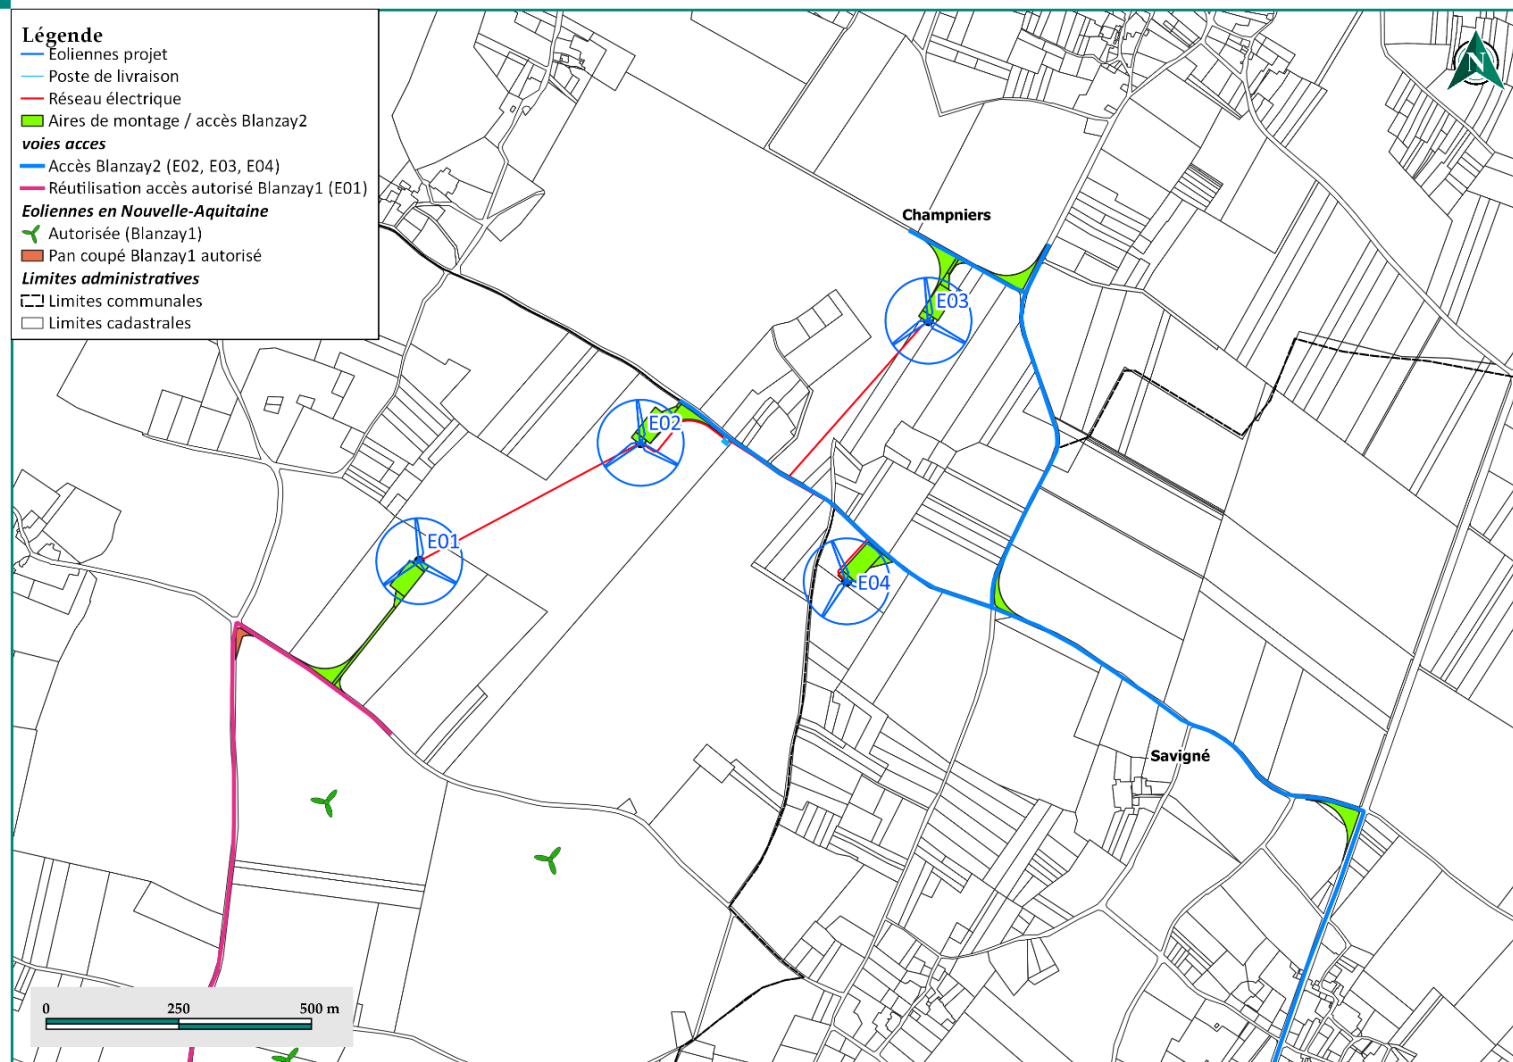 Légende
Eoliennes projet
Poste de livraison
Réseau électrique
Aires de montage / accès Blanzay2
voies acces
Accès Blanzay2 (E02, E03, E04)
Réutilisation accès autorisé Blanzay1 (E01)
Eoliennes en Nouvelle-Aquitaine
Autorisée (Blanzay1)
Pan coupé Blanzay1 autorisé
Limites administratives
Limites communales
Limites cadastrales
N
Champniers
E03
E02
E01
E04
Savigné
0 250 500 m